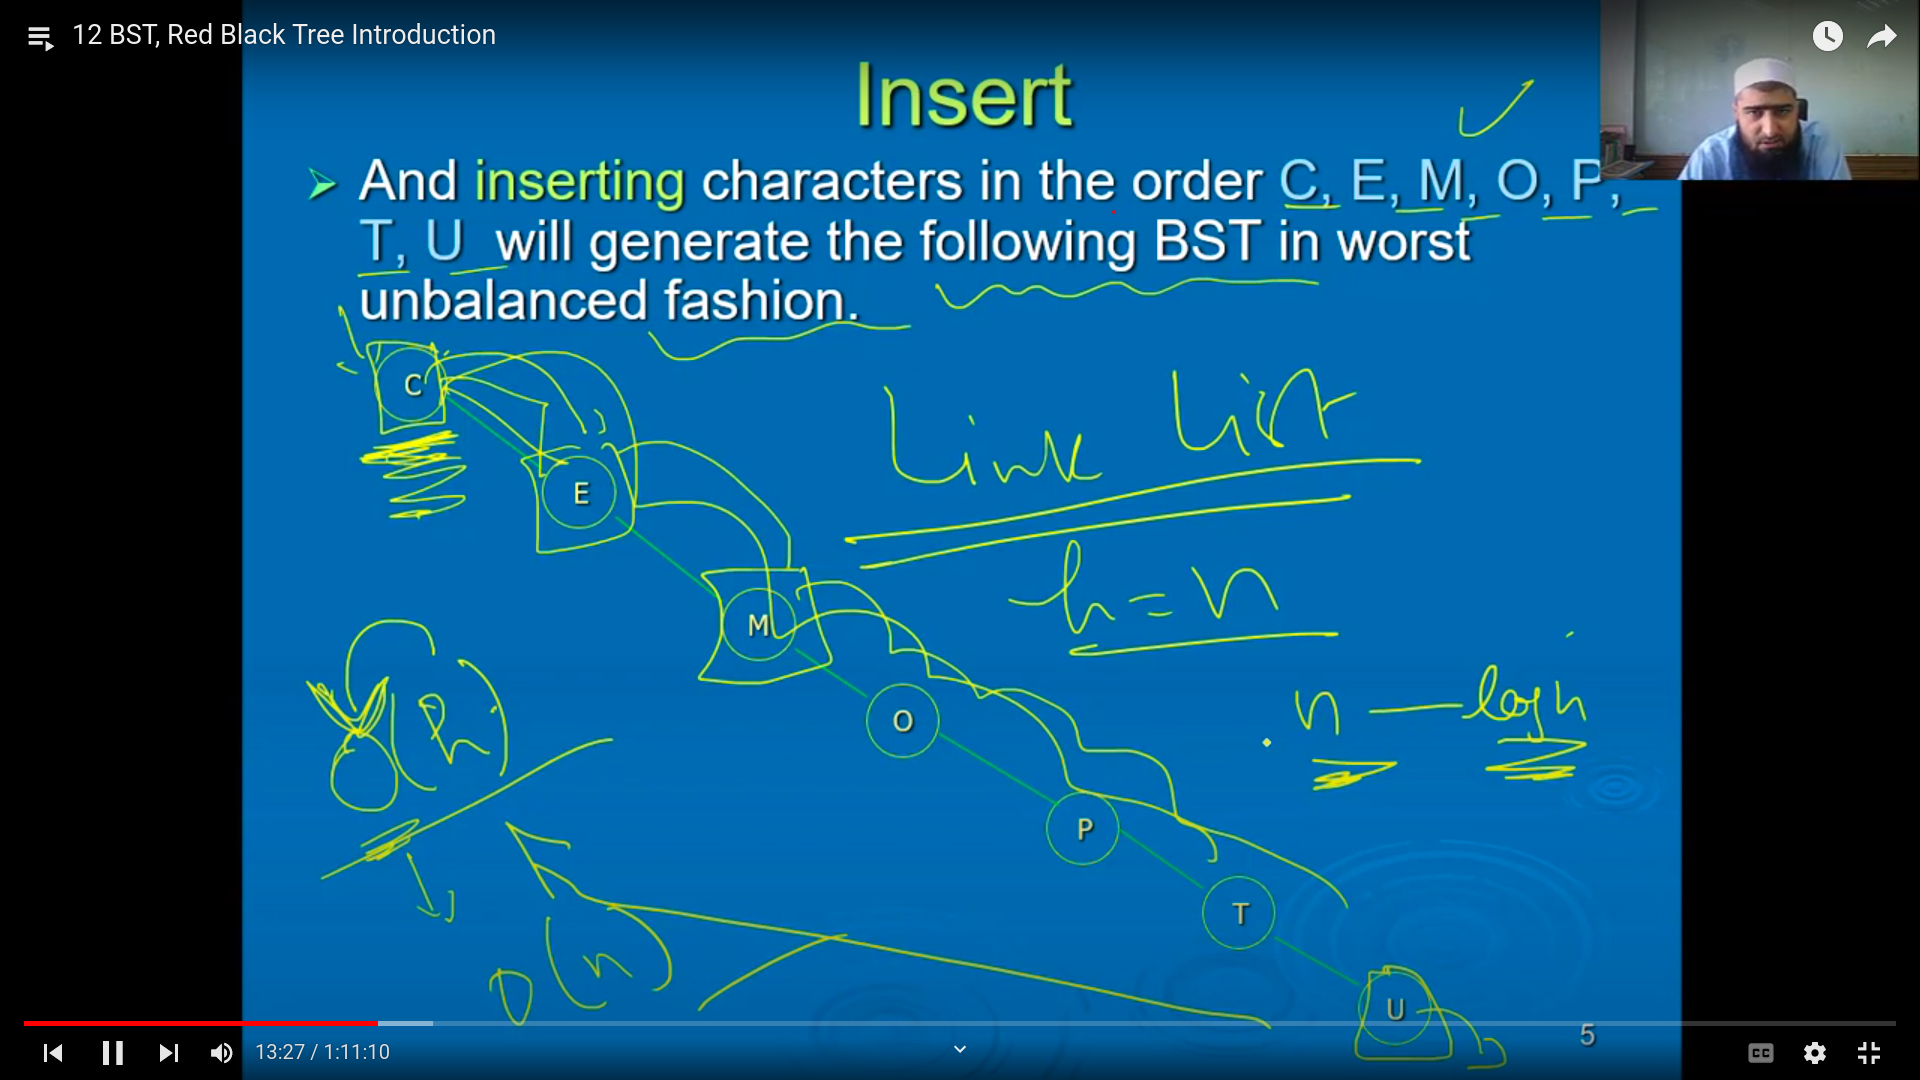 12 BST, Red Black Tree Introduction
Insert
And inserting characters in the order C, E, M, O, P,
T, U will generate the following BST in worst
unbalanced fashion.
C
E
M
O
P
T
U
Link List
h = n
n — log n
O(h)
O(n)
5
13:27 / 1:11:10
CC